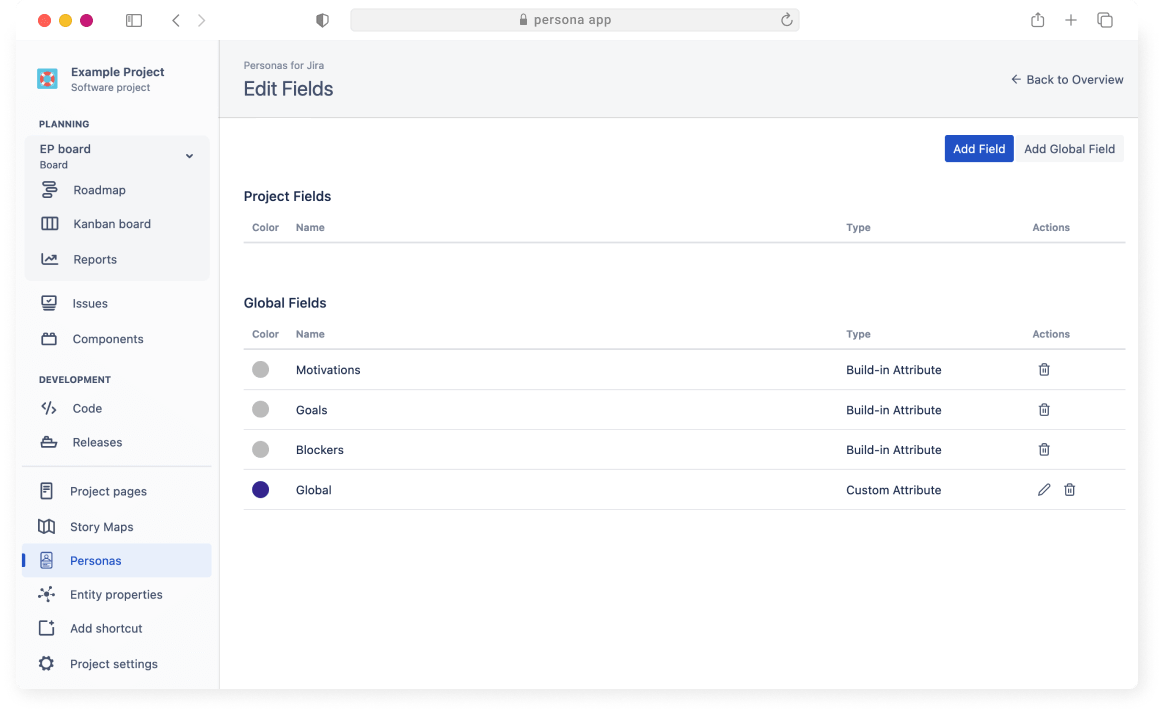 persona app
Example Project
Software project
PLANNING
EP board
Board
Roadmap
Kanban board
Reports
Issues
Components
DEVELOPMENT
Code
Releases
Project pages
Story Maps
Personas
Entity properties
Add shortcut
Project settings
Personas for Jira
Edit Fields
Back to Overview
Add Field Add Global Field
Project Fields
Color Name Type Actions
Global Fields
Color Name Type Actions
Motivations Build-in Attribute
Goals Build-in Attribute
Blockers Build-in Attribute
Global Custom Attribute